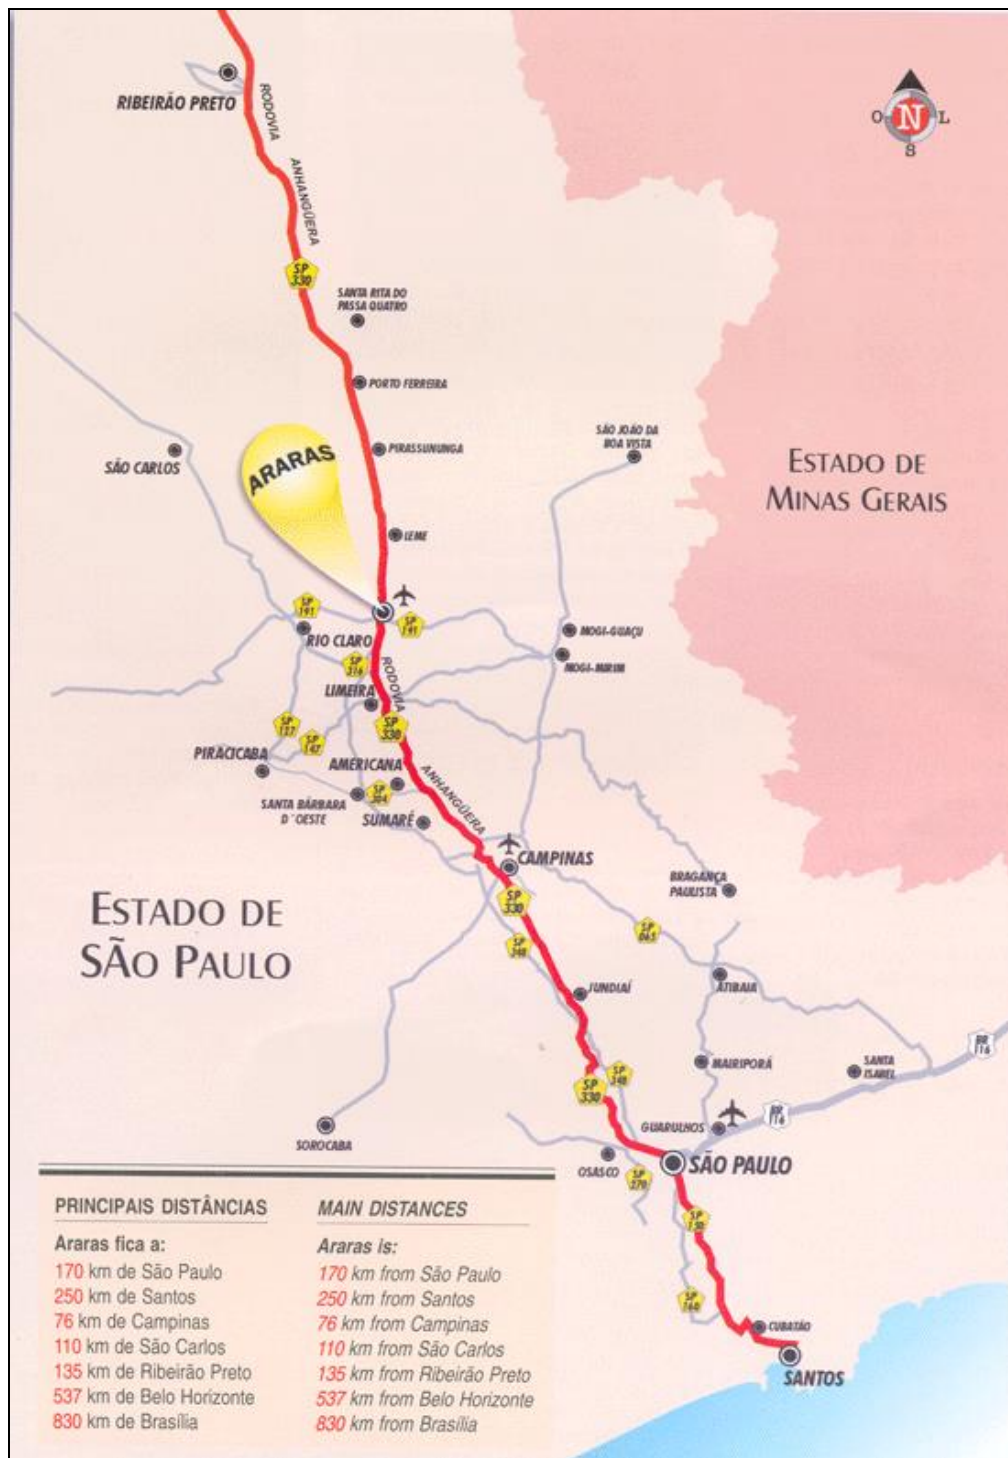 RIBEIRÃO PRETO
RODOVIA
ANHANGÜERA
N
O
L
S
SP
330
SANTA RITA DO
PASSA QUATRO
PORTO FERREIRA
SÃO CARLOS
ARARAS
PIRASSUNUNGA
SÃO JOÃO DA
BOA VISTA
ESTADO DE
MINAS GERAIS
LEME
SP
191
SP
191
RIO CLARO
MOGI-GUAÇU
MOGI-MIRIM
SP
316
RODOVIA
LIMEIRA
SP
330
SP
127
SP
147
PIRACICABA
AMERICANA
ANHANGÜERA
SANTA BÁRBARA
D´OESTE
SP
304
SUMARÉ
CAMPINAS
BRAGANÇA
PAULISTA
SP
330
ESTADO DE
SÃO PAULO
SP
065
SP
348
JUNDIAÍ
ATIBAIA
BR
116
MAIRIPORÃ
SANTA
ISABEL
SP
348
SP
330
BR
116
GUARULHOS
SOROCABA
OSASCO
SÃO PAULO
SP
270
SP
150
SP
160
CUBATÃO
SANTOS
PRINCIPAIS DISTÂNCIAS
Araras fica a:
170 km de São Paulo
250 km de Santos
76 km de Campinas
110 km de São Carlos
135 km de Ribeirão Preto
537 km de Belo Horizonte
830 km de Brasília
MAIN DISTANCES
Araras is:
170 km from São Paulo
250 km from Santos
76 km from Campinas
110 km from São Carlos
135 km from Ribeirão Preto
537 km from Belo Horizonte
830 km from Brasília